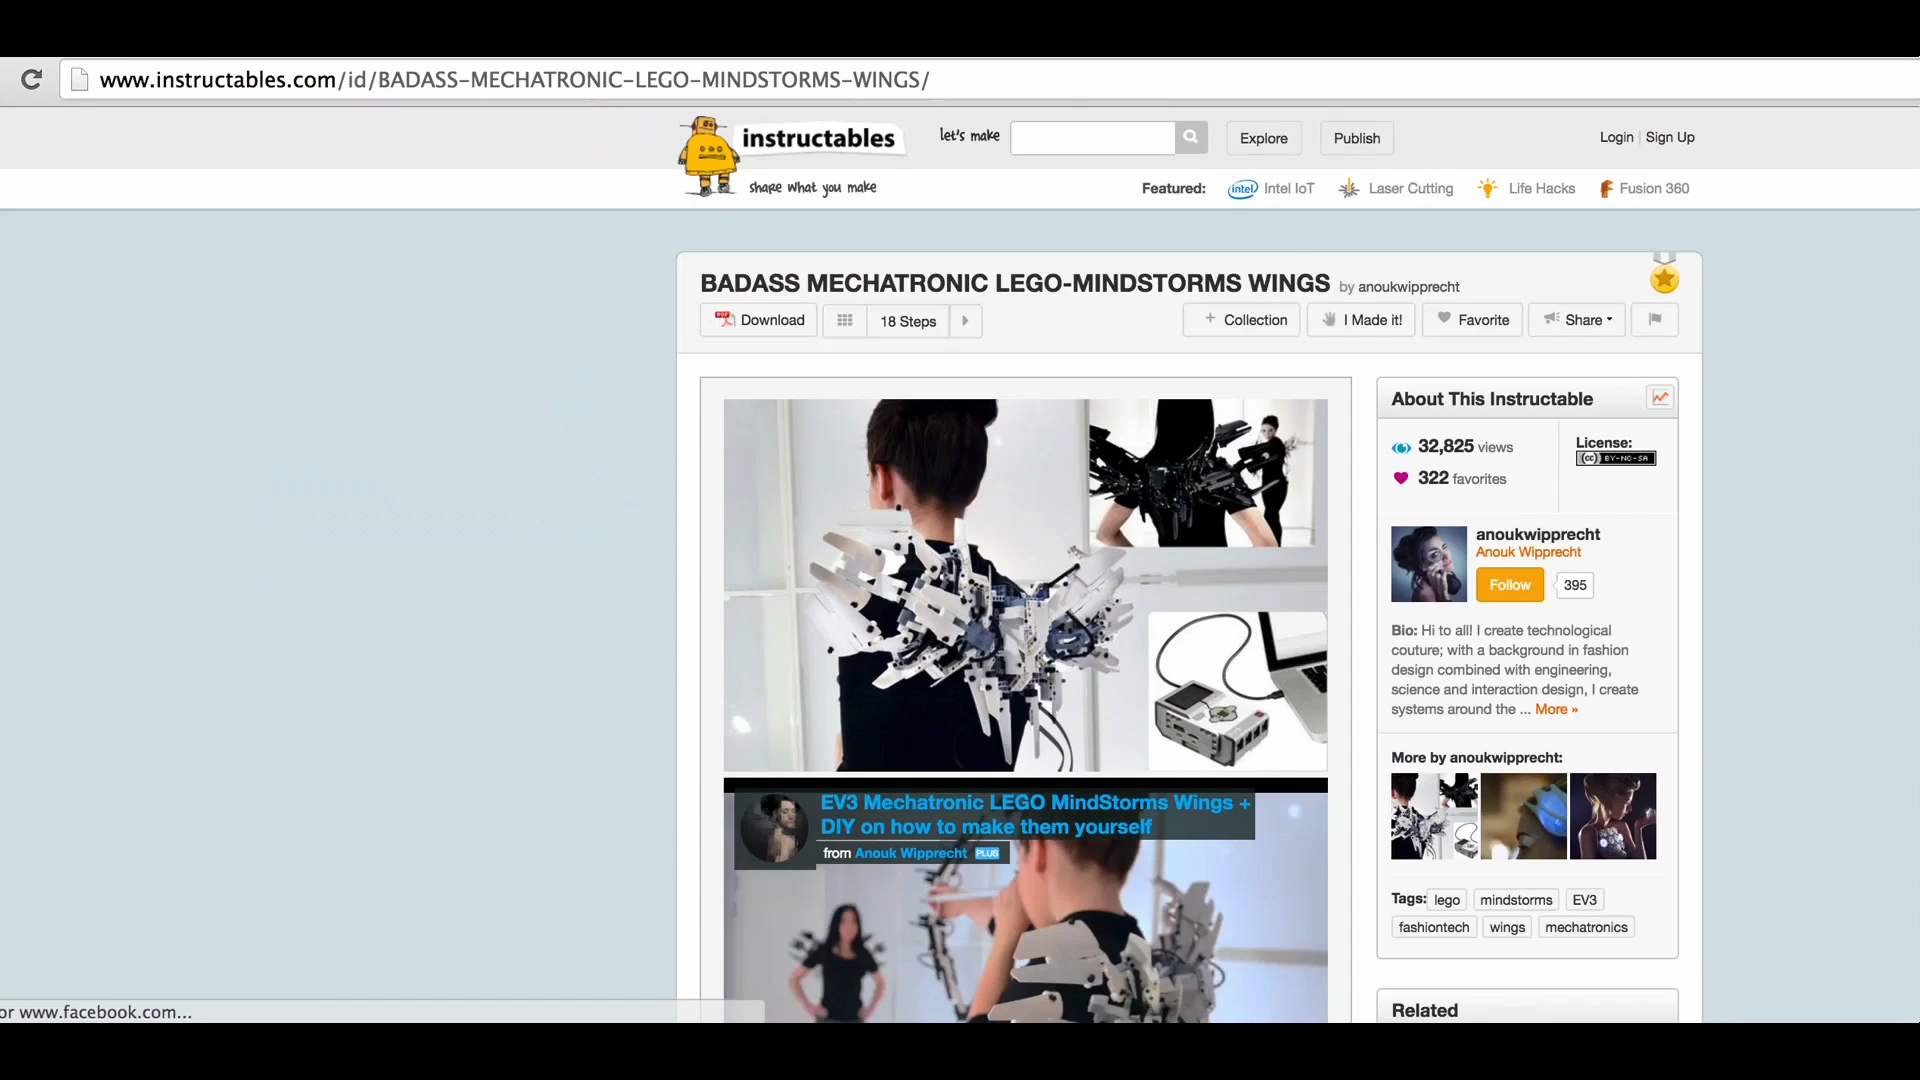 www.instructables.com/id/BADASS-MECHATRONIC-LEGO-MINDSTORMS-WINGS/
instructables
let's make
Explore
Publish
Login
Sign Up
share what you make
Featured:
intel
Intel IoT
Laser Cutting
Life Hacks
Fusion 360
BADASS MECHATRONIC LEGO-MINDSTORMS WINGS by anoukwipprecht
PDF Download
18 Steps
+ Collection
I Made it!
Favorite
Share
About This Instructable
32,825 views
322 favorites
License:
(cc) BY-NC-SA
anoukwipprecht
Anouk Wipprecht
Follow
395
Bio: Hi to all! I create technological
couture; with a background in fashion
design combined with engineering,
science and interaction design, I create
systems around the ... More »
More by anoukwipprecht:
Tags: lego mindstorms EV3
fashiontech wings mechatronics
Related
EV3 Mechatronic LEGO MindStorms Wings +
DIY on how to make them yourself
from Anouk Wipprecht PLUS
or www.facebook.com...